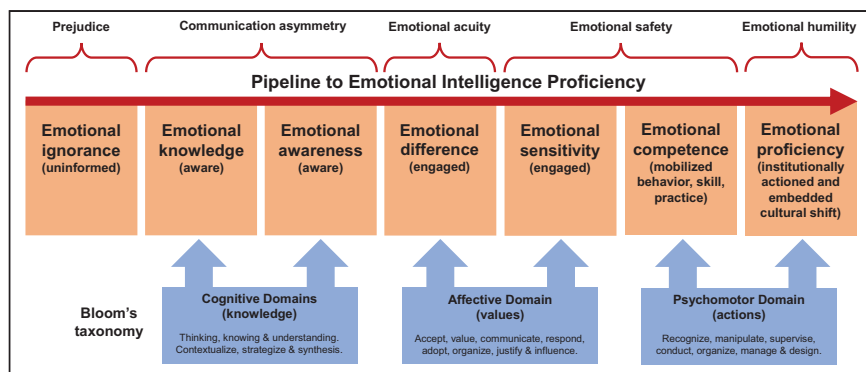 Prejudice
Communication asymmetry
Emotional acuity
Emotional safety
Emotional humility
Pipeline to Emotional Intelligence Proficiency
Emotional
ignorance
(uninformed)
Emotional
knowledge
(aware)
Emotional
awareness
(aware)
Emotional
difference
(engaged)
Emotional
sensitivity
(engaged)
Emotional
competence
(mobilized
behavior, skill,
practice)
Emotional
proficiency
(institutionally
actioned and
embedded
cultural shift)
Bloom's
taxonomy
Cognitive Domains
(knowledge)
Thinking, knowing & understanding.
Contextualize, strategize & synthesis.
Affective Domain
(values)
Accept, value, communicate, respond,
adopt, organize, justify & influence.
Psychomotor Domain
(actions)
Recognize, manipulate, supervise,
conduct, organize, manage & design.